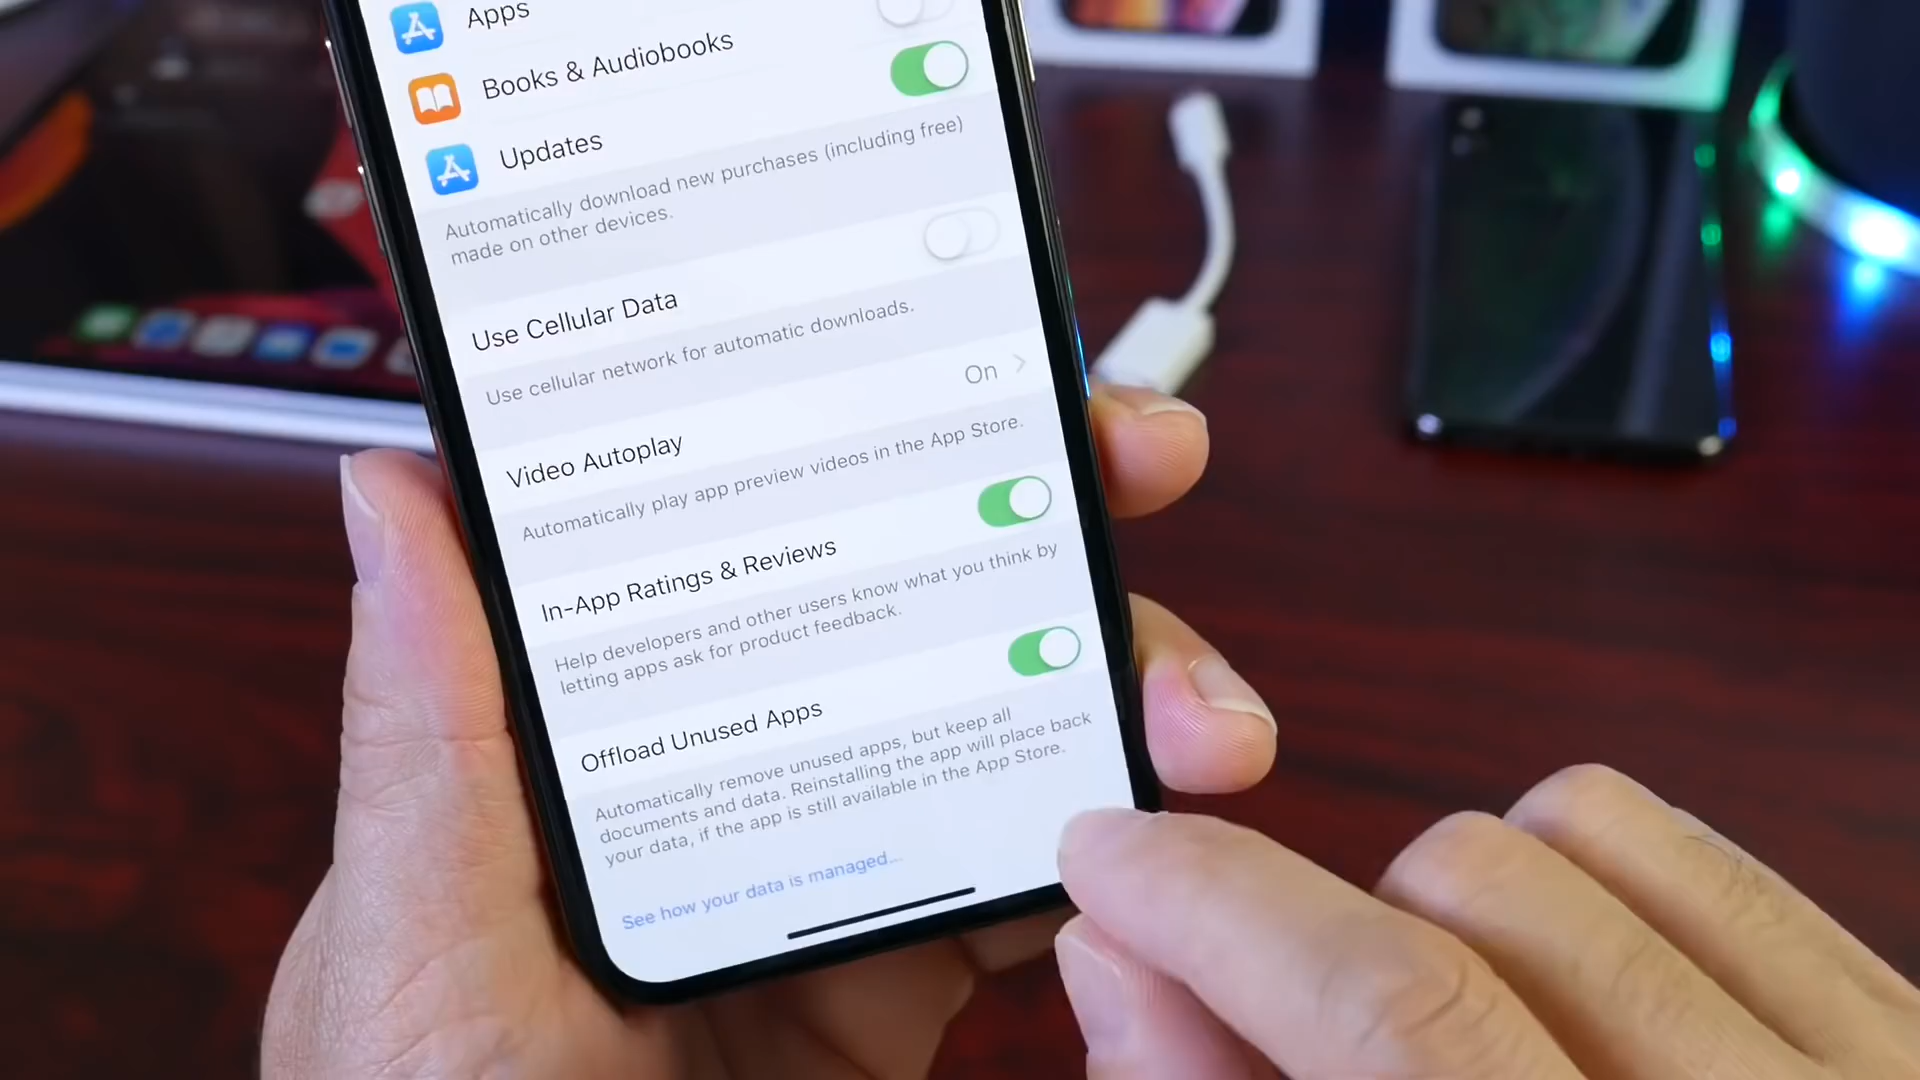 Apps
Books & Audiobooks
Updates
Automatically download new purchases (including free)
made on other devices.
Use Cellular Data
Use cellular network for automatic downloads.
Video Autoplay
On
Automatically play app preview videos in the App Store.
In-App Ratings & Reviews
Help developers and other users know what you think by
letting apps ask for product feedback.
Offload Unused Apps
Automatically remove unused apps, but keep all
documents and data. Reinstalling the app will place back
your data, if the app is still available in the App Store.
See how your data is managed...